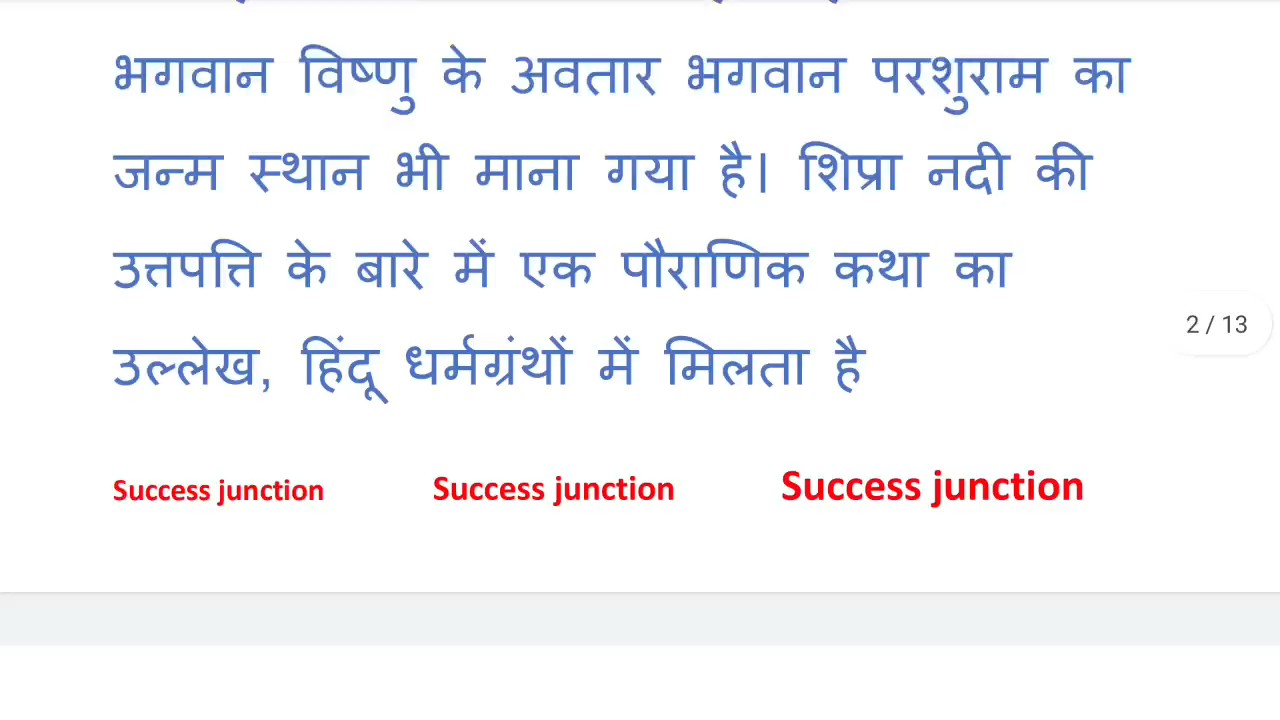 भगवान विष्णु के अवतार भगवान परशुराम का
जन्म स्थान भी माना गया है। शिप्रा नदी की
उत्तपत्ति के बारे में एक पौराणिक कथा का
2 / 13
उल्लेख, हिंदू धर्मग्रंथों में मिलता है
Success junction Success junction Success junction